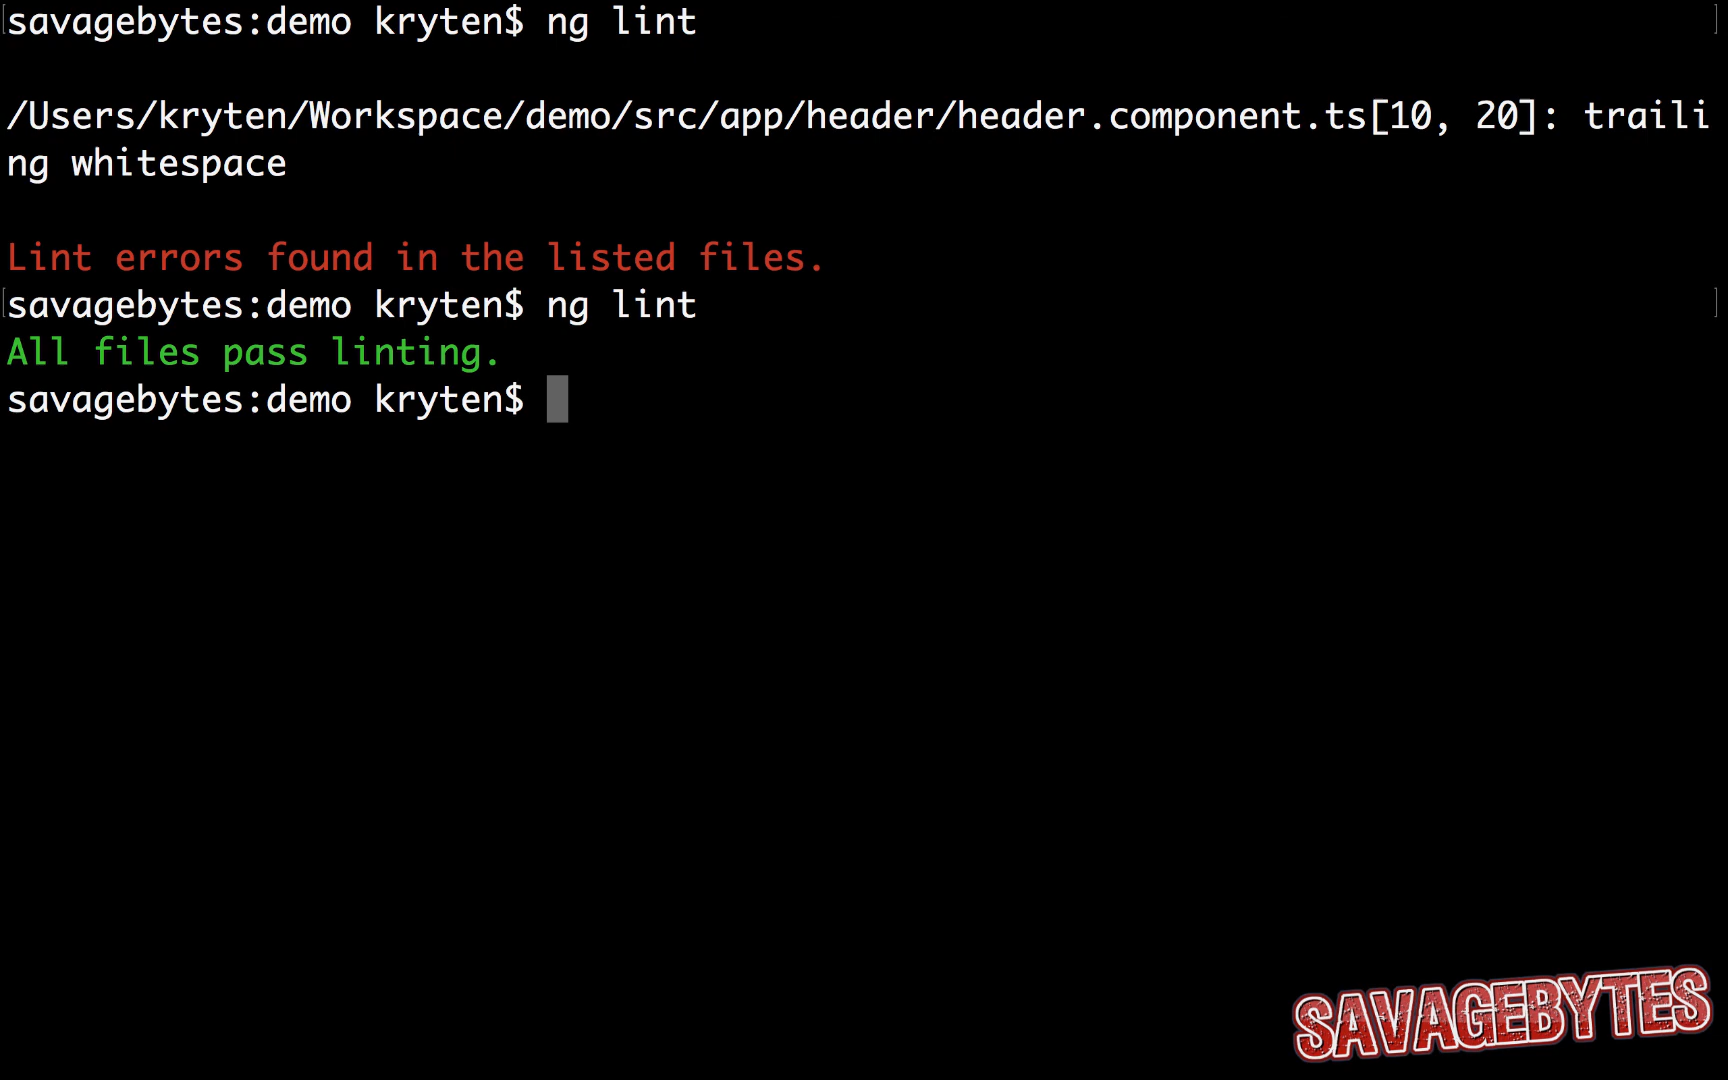 savagebytes:demo kryten$ ng lint
/Users/kryten/Workspace/demo/src/app/header/header.component.ts[10, 20]: traili
ng whitespace
Lint errors found in the listed files.
savagebytes:demo kryten$ ng lint
All files pass linting.
savagebytes:demo kryten$
SAVAGEBYTES